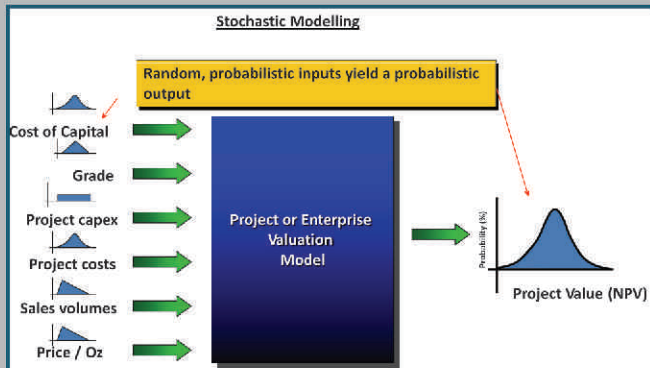 Stochastic Modelling
Random, probabilistic inputs yield a probabilistic
output
Cost of Capital
Grade
Project capex
Project costs
Sales volumes
Price / Oz
Project or Enterprise
Valuation
Model
Probability (%)
Project Value (NPV)